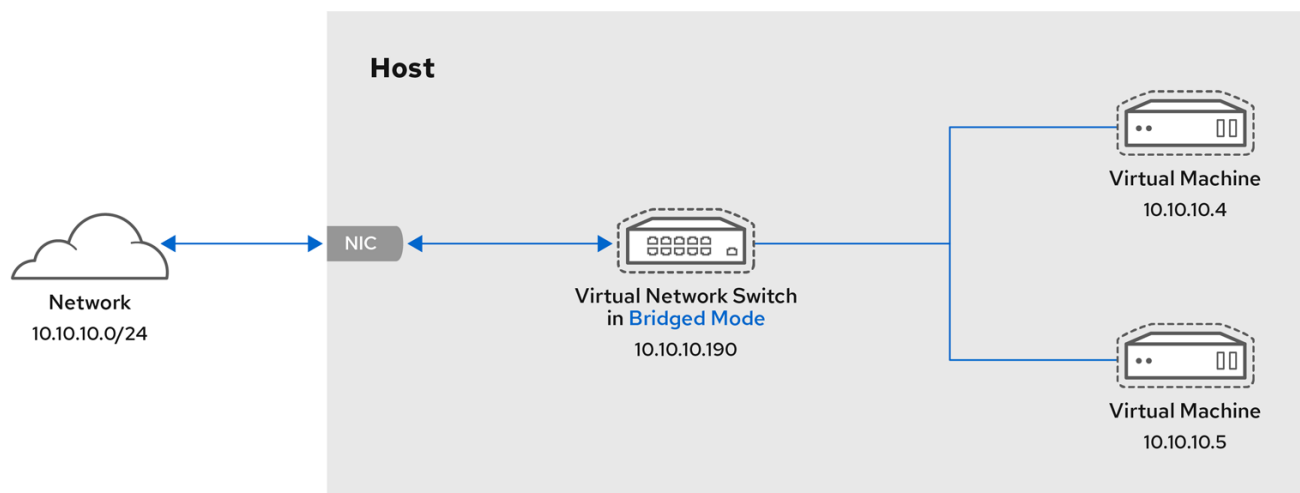 Host
NIC
Network
10.10.10.0/24
Virtual Network Switch
in Bridged Mode
10.10.10.190
Virtual Machine
10.10.10.4
Virtual Machine
10.10.10.5